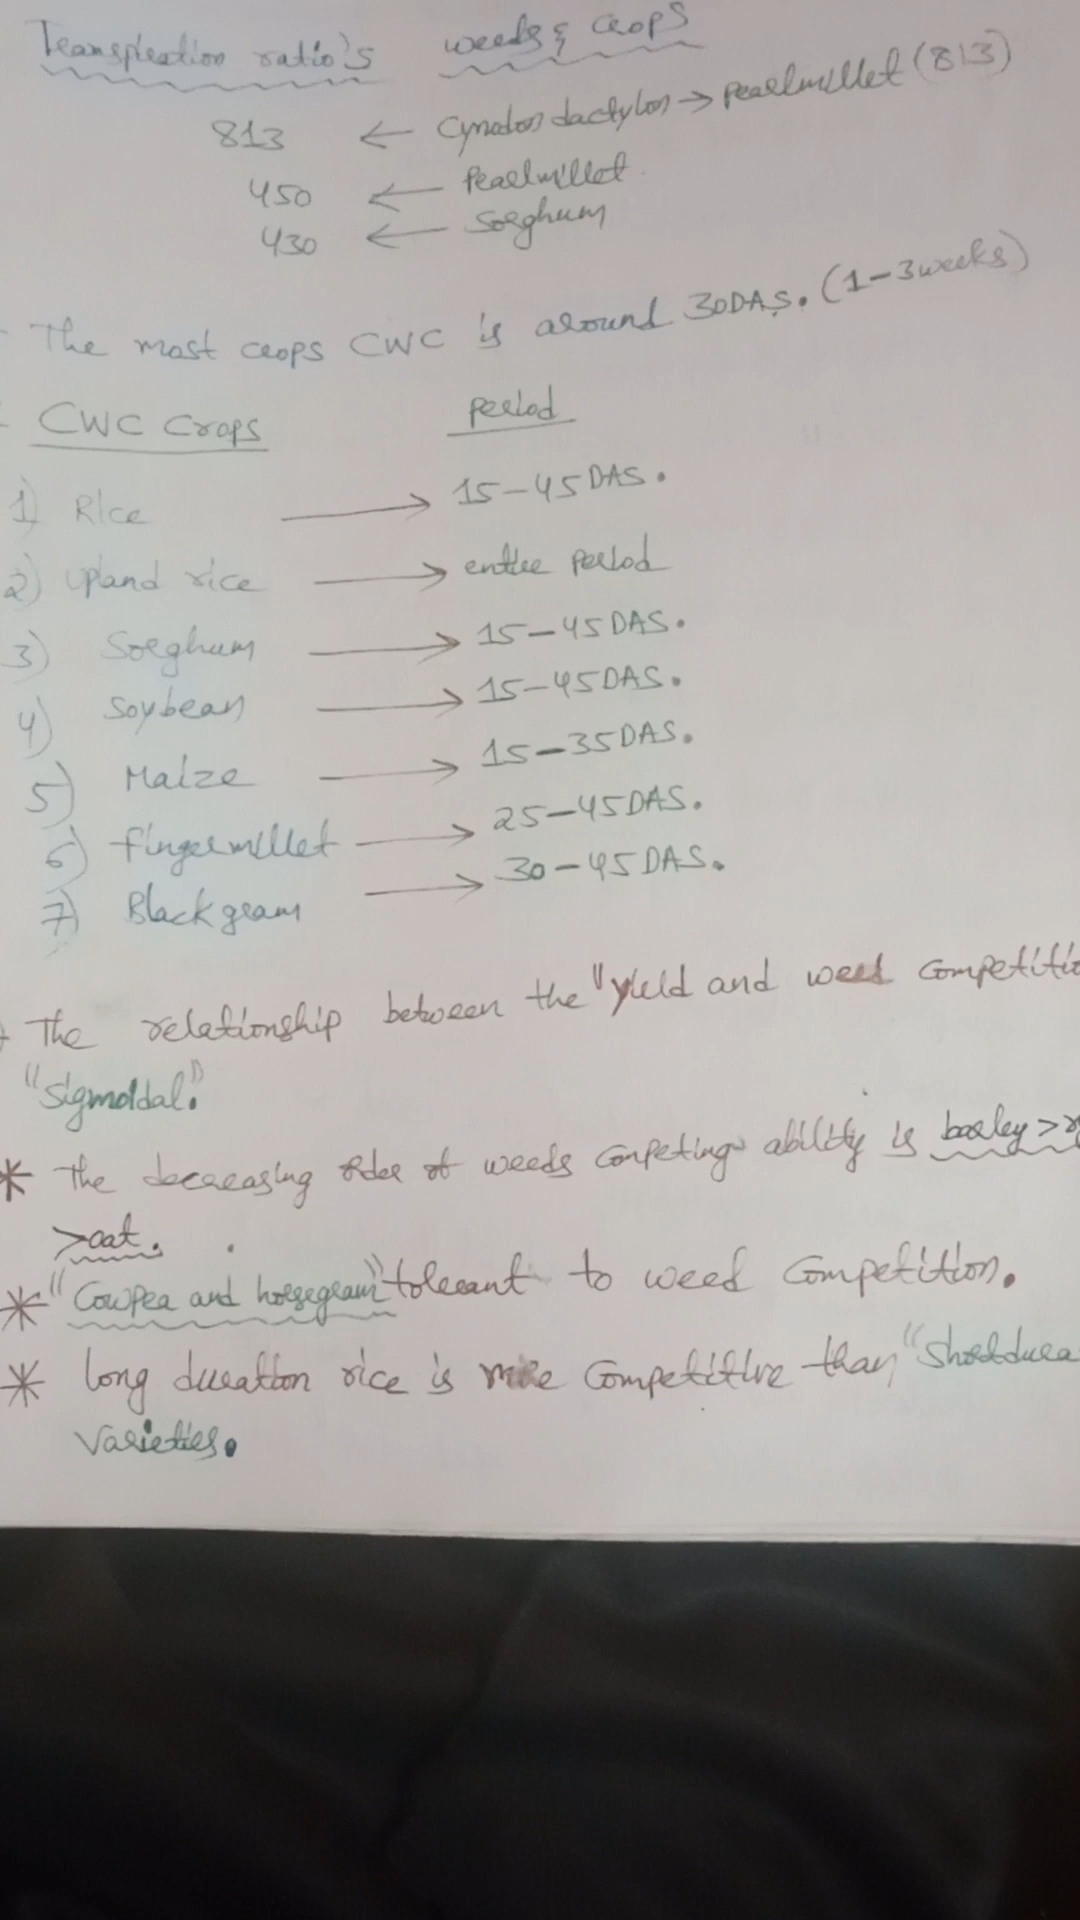 Transpiration ratio's weeds & crops
813 ← Cynodon dactylon → Pearlmillet (813)
450 ← Pearlmillet.
430 ← Sorghum
The most crops CWC is around 30DAS. (1-3 weeks)
CWC Crops Period
1) Rice → 15-45 DAS.
2) Upland rice → entire period
3) Sorghum → 15-45 DAS.
4) Soybean → 15-45 DAS.
5) Maize → 15-35 DAS.
6) fingermillet → 25-45 DAS.
7) Blackgram → 30-45 DAS.
The relationship between the "yield and weed Competitio
"Sigmoidal."
* The decreasing order of weeds Competing ability is barley >
>oat.
* "Cowpea and horsegram" tolerant to weed Competition.
* long duration rice is more Competitive than "Shortdura
Varieties.